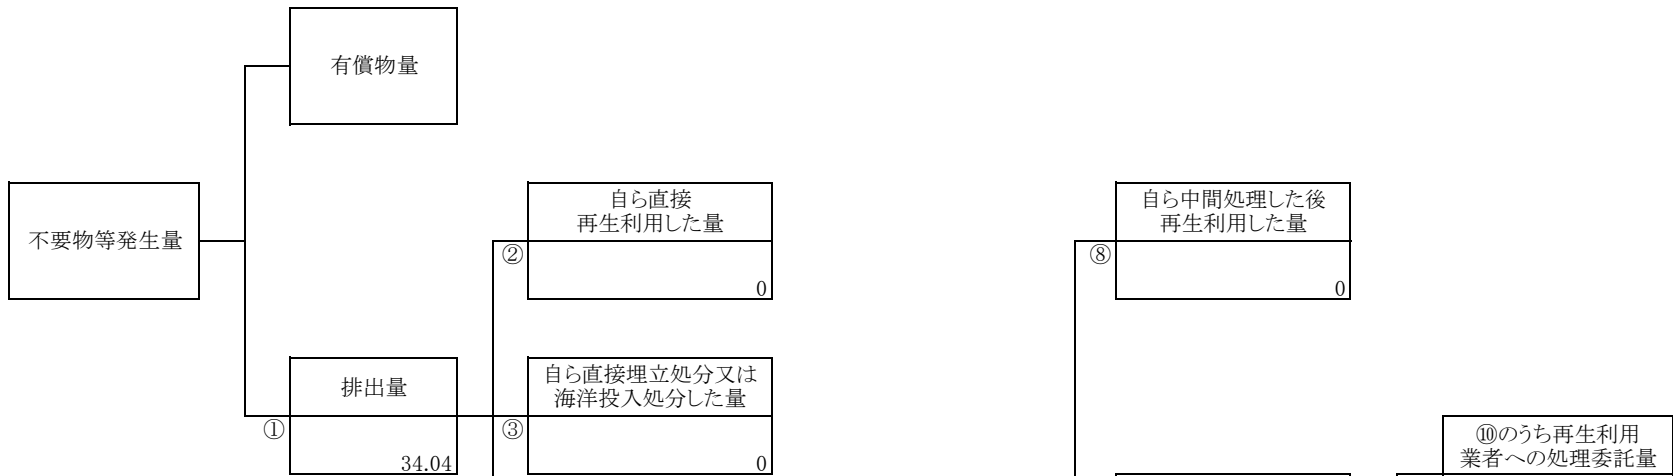 有償物量
不要物等発生量
自ら直接
再生利用した量
②
0
自ら中間処理した後
再生利用した量
⑧
0
排出量
①
34.04
自ら直接埋立処分又は
海洋投入処分した量
③
0
⑩のうち再生利用
業者への処理委託量